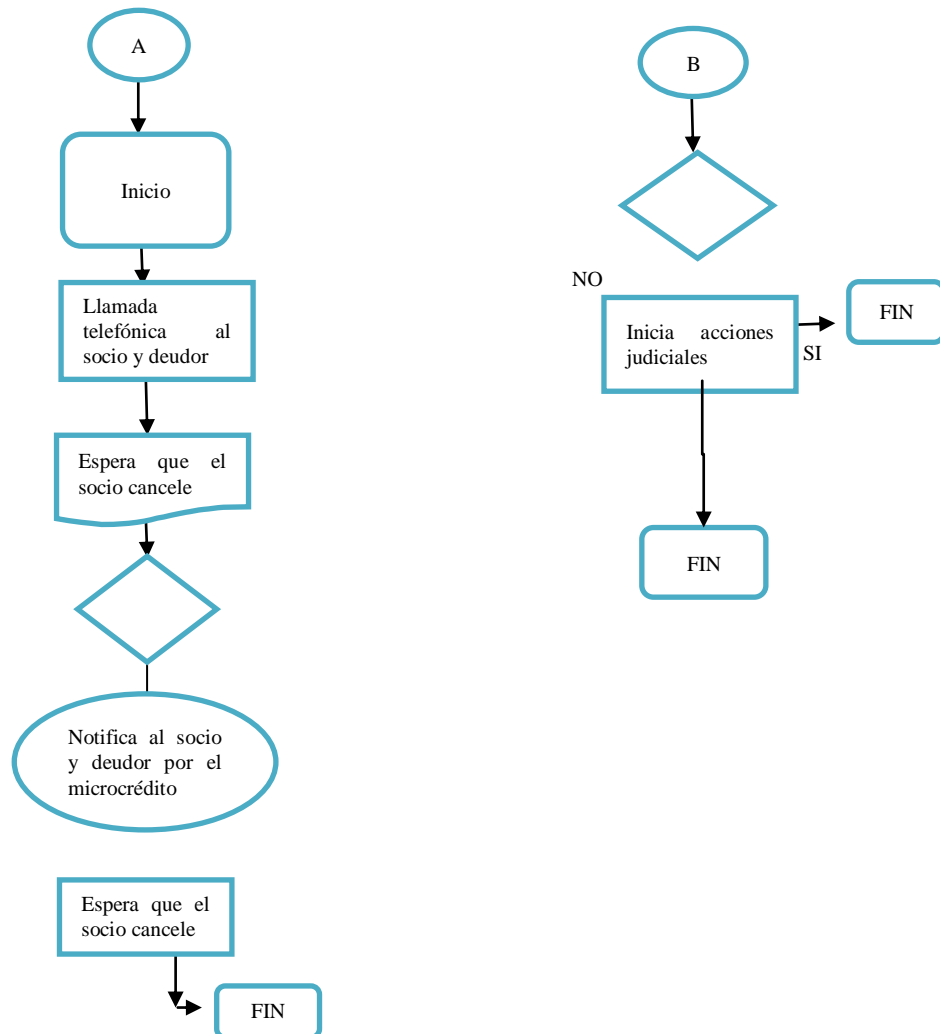 A
Inicio
Llamada
telefónica al
socio y deudor
Espera que el
socio cancele
Notifica al socio
y deudor por el
microcrédito
Espera que el
socio cancele
FIN
B
NO
Inicia acciones
judiciales
SI
FIN
FIN